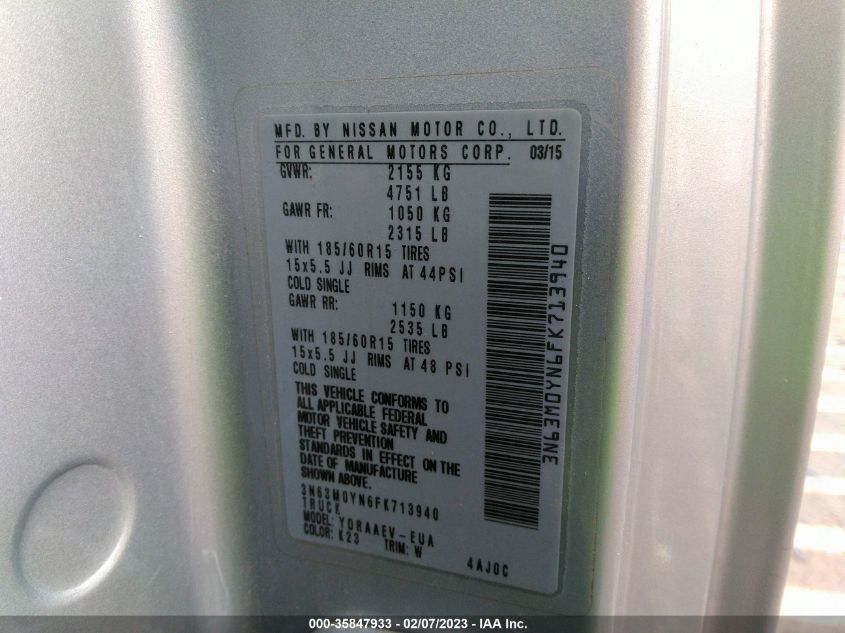 MFD. BY NISSAN MOTOR CO., LTD.
FOR GENERAL MOTORS CORP. 03/15
GVWR: 2155 KG
4751 LB
GAWR FR: 1050 KG
2315 LB
WITH 185/60R15 TIRES
15x5.5 JJ RIMS AT 44PSI
COLD SINGLE
GAWR RR: 1150 KG
2535 LB
WITH 185/60R15 TIRES
15x5.5 JJ RIMS AT 48 PSI
COLD SINGLE
THIS VEHICLE CONFORMS TO
ALL APPLICABLE FEDERAL
MOTOR VEHICLE SAFETY AND
THEFT PREVENTION
STANDARDS IN EFFECT ON THE
DATE OF MANUFACTURE
SHOWN ABOVE.
3N63M0YN6FK713940
TRUCK
MODEL: YDRAAEV-EUA
COLOR: K23 TRIM: W
4AJ0C
3N63M0YN6FK713940
000-35847933 - 02/07/2023 - IAA Inc.